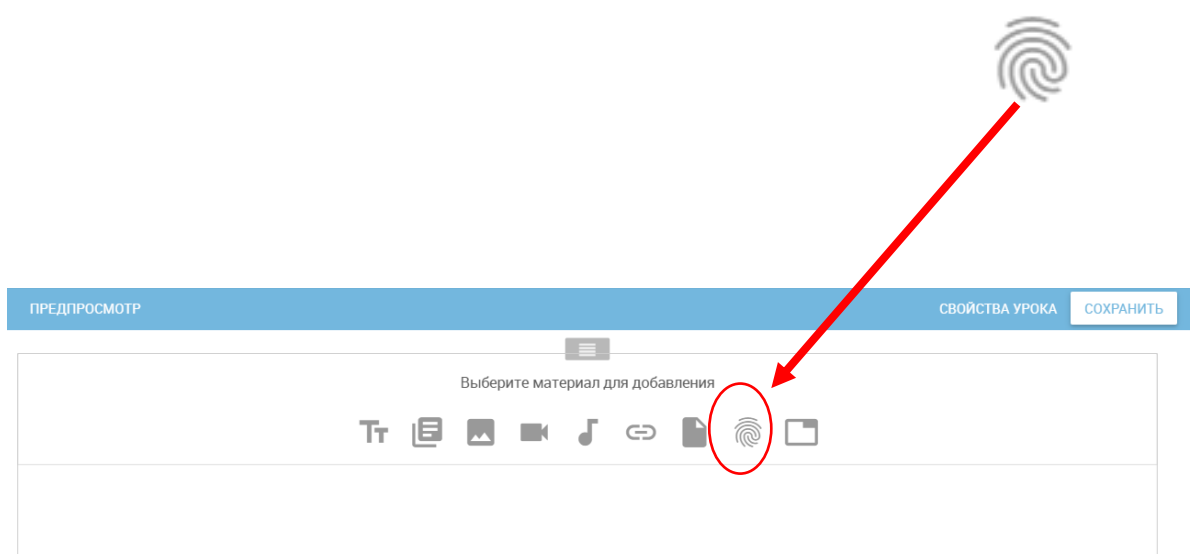 ПРЕДПРОСМОТР
СВОЙСТВА УРОКА
СОХРАНИТЬ
Выберите материал для добавления